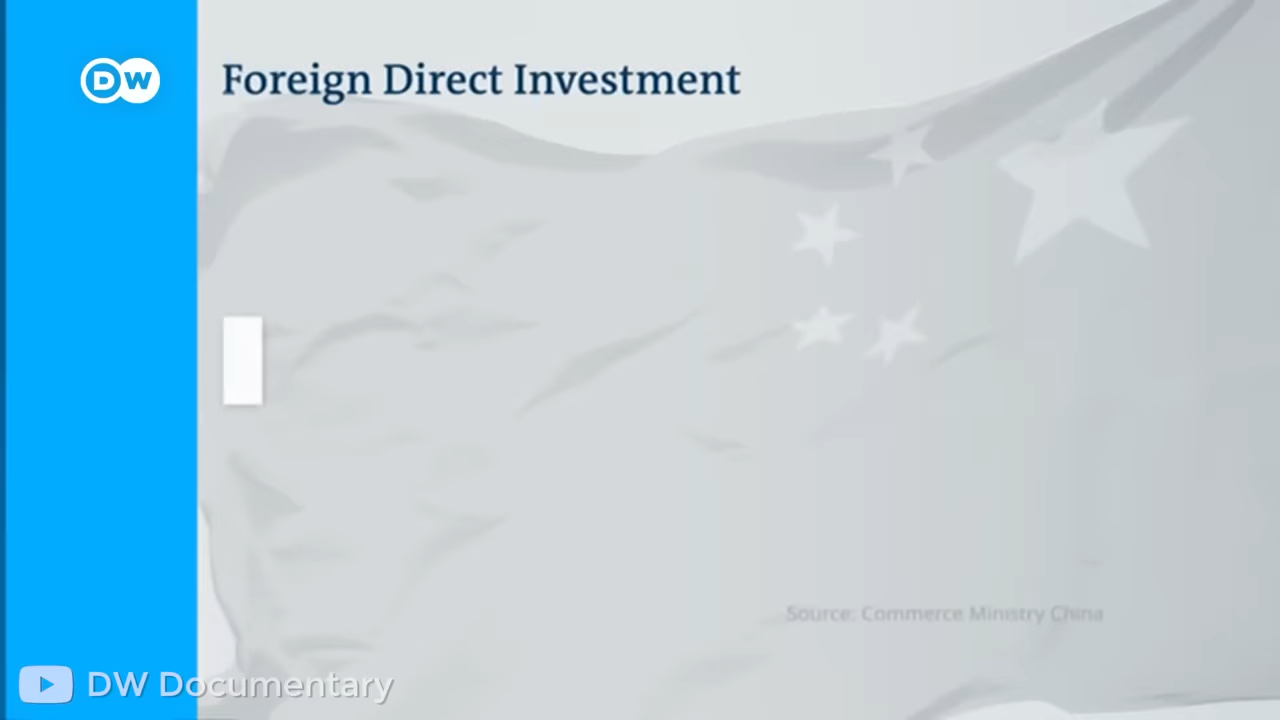 DW
Foreign Direct Investment
Source: Commerce Ministry China
DW Documentary